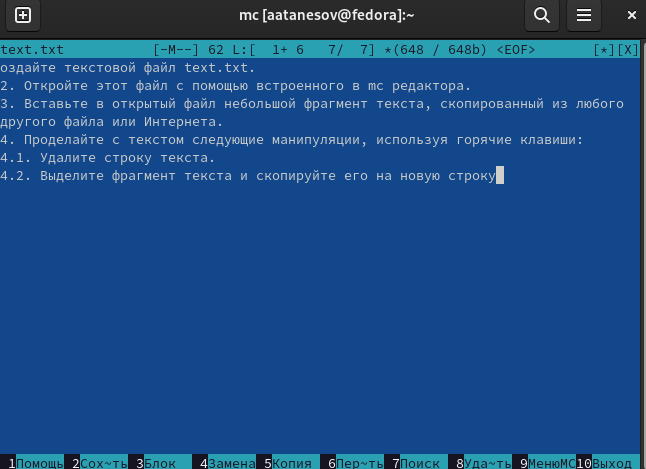 mc [aatanesov@fedora]:~
text.txt [-M--] 62 L:[ 1+ 6 7/ 7] *(648 / 648b) <EOF> [*][X]
оздайте текстовой файл text.txt.
2. Откройте этот файл с помощью встроенного в mc редактора.
3. Вставьте в открытый файл небольшой фрагмент текста, скопированный из любого
другого файла или Интернета.
4. Проделайте с текстом следующие манипуляции, используя горячие клавиши:
4.1. Удалите строку текста.
4.2. Выделите фрагмент текста и скопируйте его на новую строку
1Помощь 2Сох~ть 3Блок 4Замена 5Копия 6Пер~ть 7Поиск 8Уда~ть 9МенюМС 10Выход